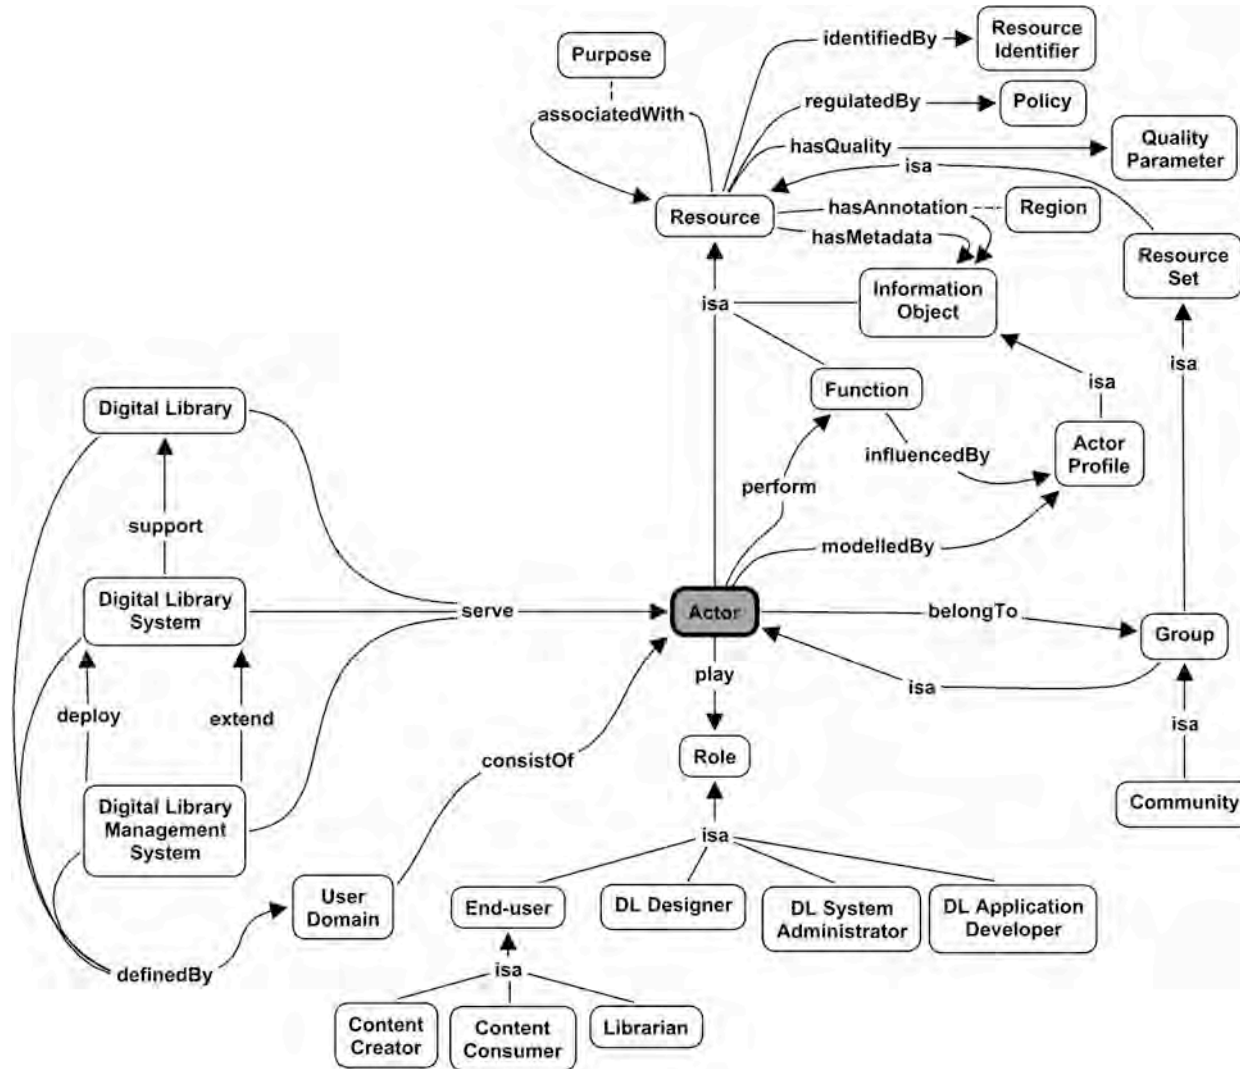 identifiedBy
Resource
Identifier
Purpose
associatedWith
regulatedBy
Policy
hasQuality
Quality
Parameter
isa
Resource
hasAnnotation
Region
hasMetadata
Resource
Set
Information
Object
isa
isa
Function
isa
Digital Library
influencedBy
Actor
Profile
perform
support
modelledBy
Digital Library
System
serve
Actor
belongTo
Group
play
isa
deploy
extend
isa
consistOf
Role
Community
Digital Library
Management
System
isa
User
Domain
End-user
DL Designer
DL System
Administrator
DL Application
Developer
definedBy
isa
Content
Creator
Content
Consumer
Librarian